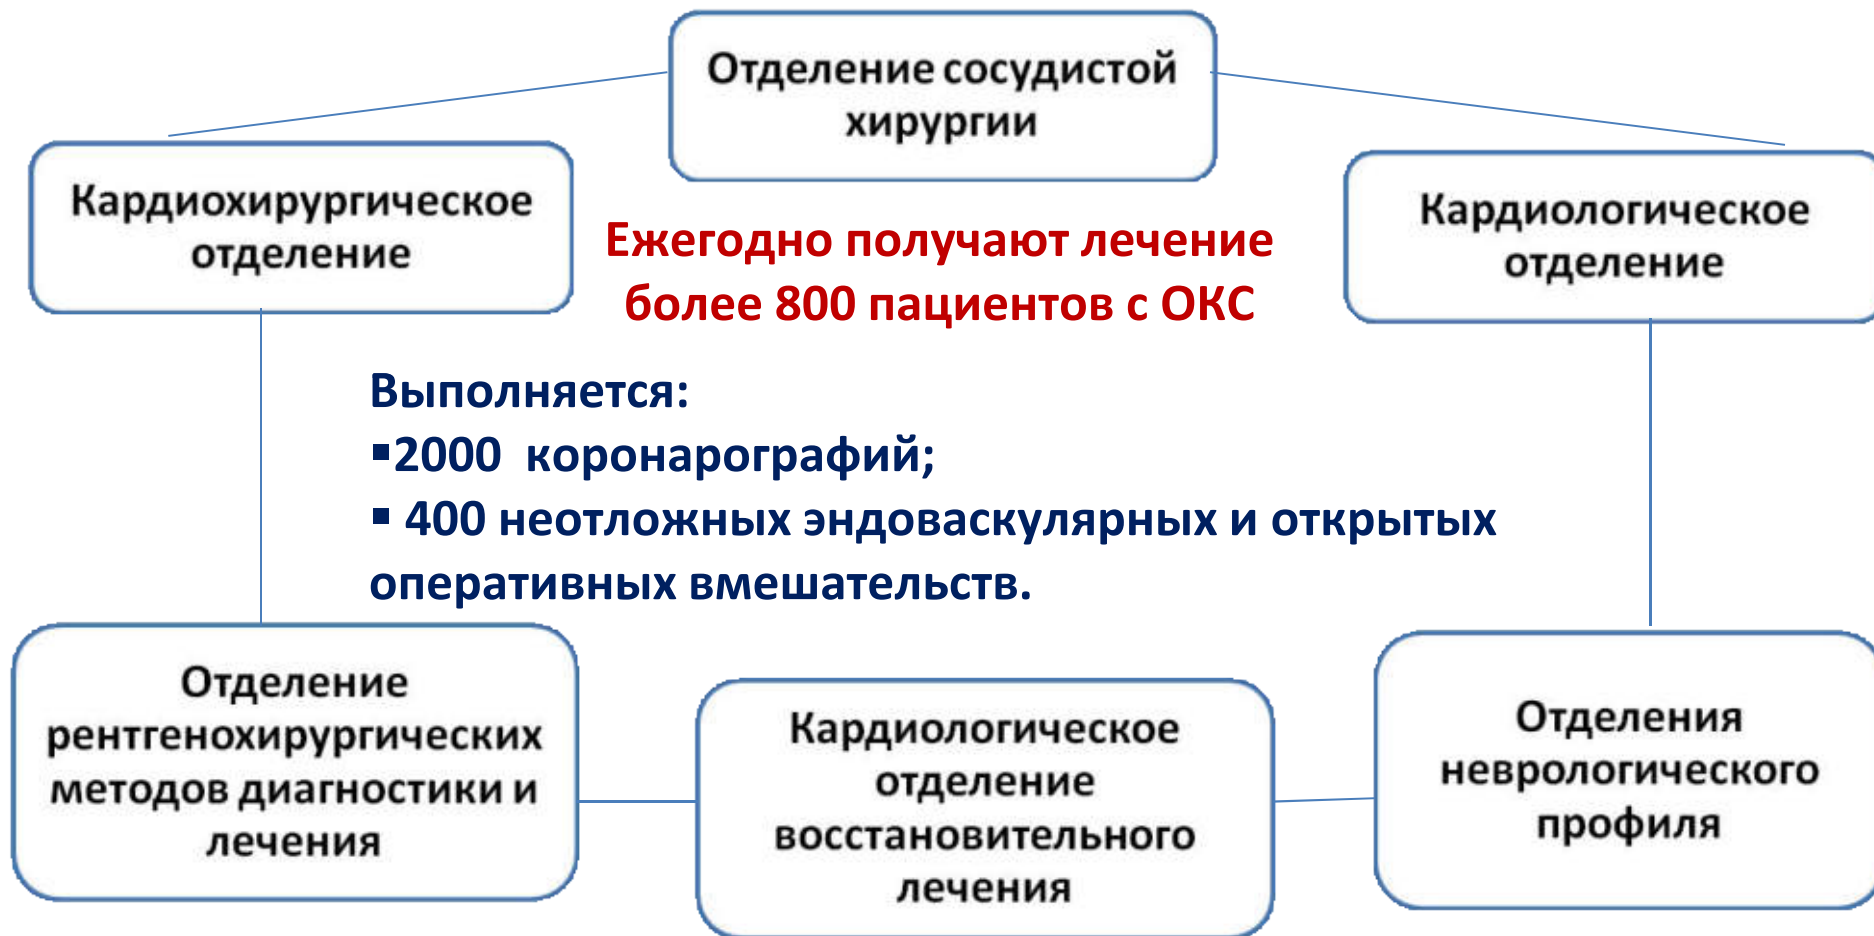 Отделение сосудистой
хирургии
Кардиохирургическое
отделение
Кардиологическое
отделение
Ежегодно получают лечение
более 800 пациентов с ОКС
Выполняется:
▪2000 коронарографий;
▪ 400 неотложных эндоваскулярных и открытых
оперативных вмешательств.
Отделение
рентгенохирургических
методов диагностики и
лечения
Кардиологическое
отделение
восстановительного
лечения
Отделения
неврологического
профиля